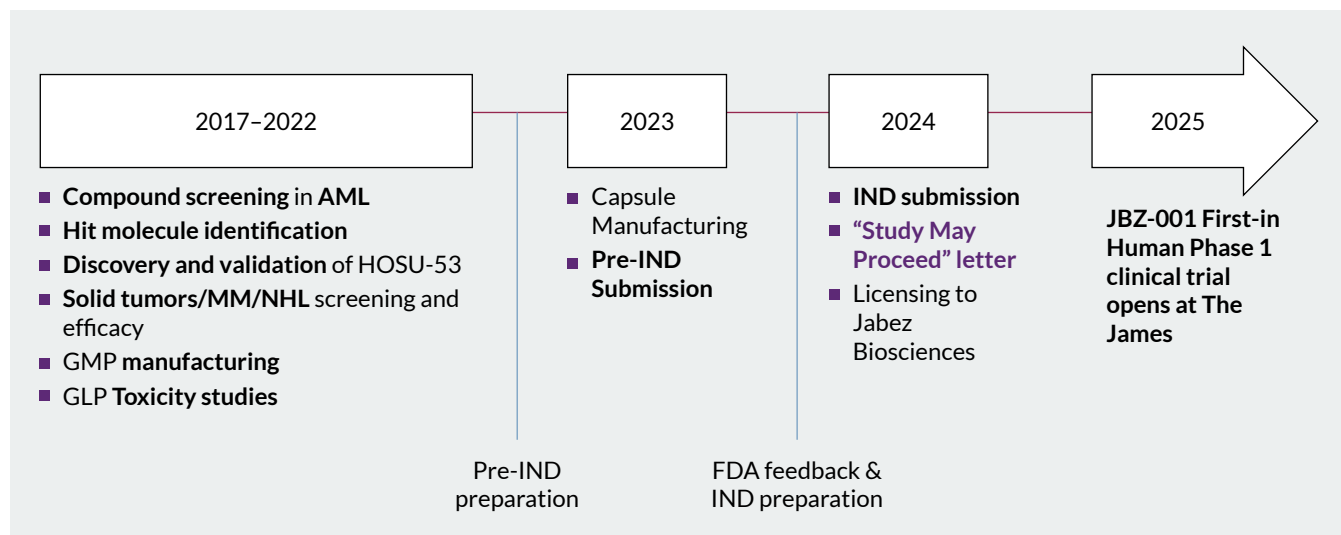 2017–2022
2023
2024
2025
Compound screening in AML
Hit molecule identification
Discovery and validation of HOSU-53
Solid tumors/MM/NHL screening and
efficacy
GMP manufacturing
GLP Toxicity studies
Capsule
Manufacturing
Pre-IND
Submission
IND submission
“Study May
Proceed” letter
Licensing to
Jabez
Biosciences
JBZ-001 First-in
Human Phase 1
clinical trial
opens at The
James
Pre-IND
preparation
FDA feedback &
IND preparation